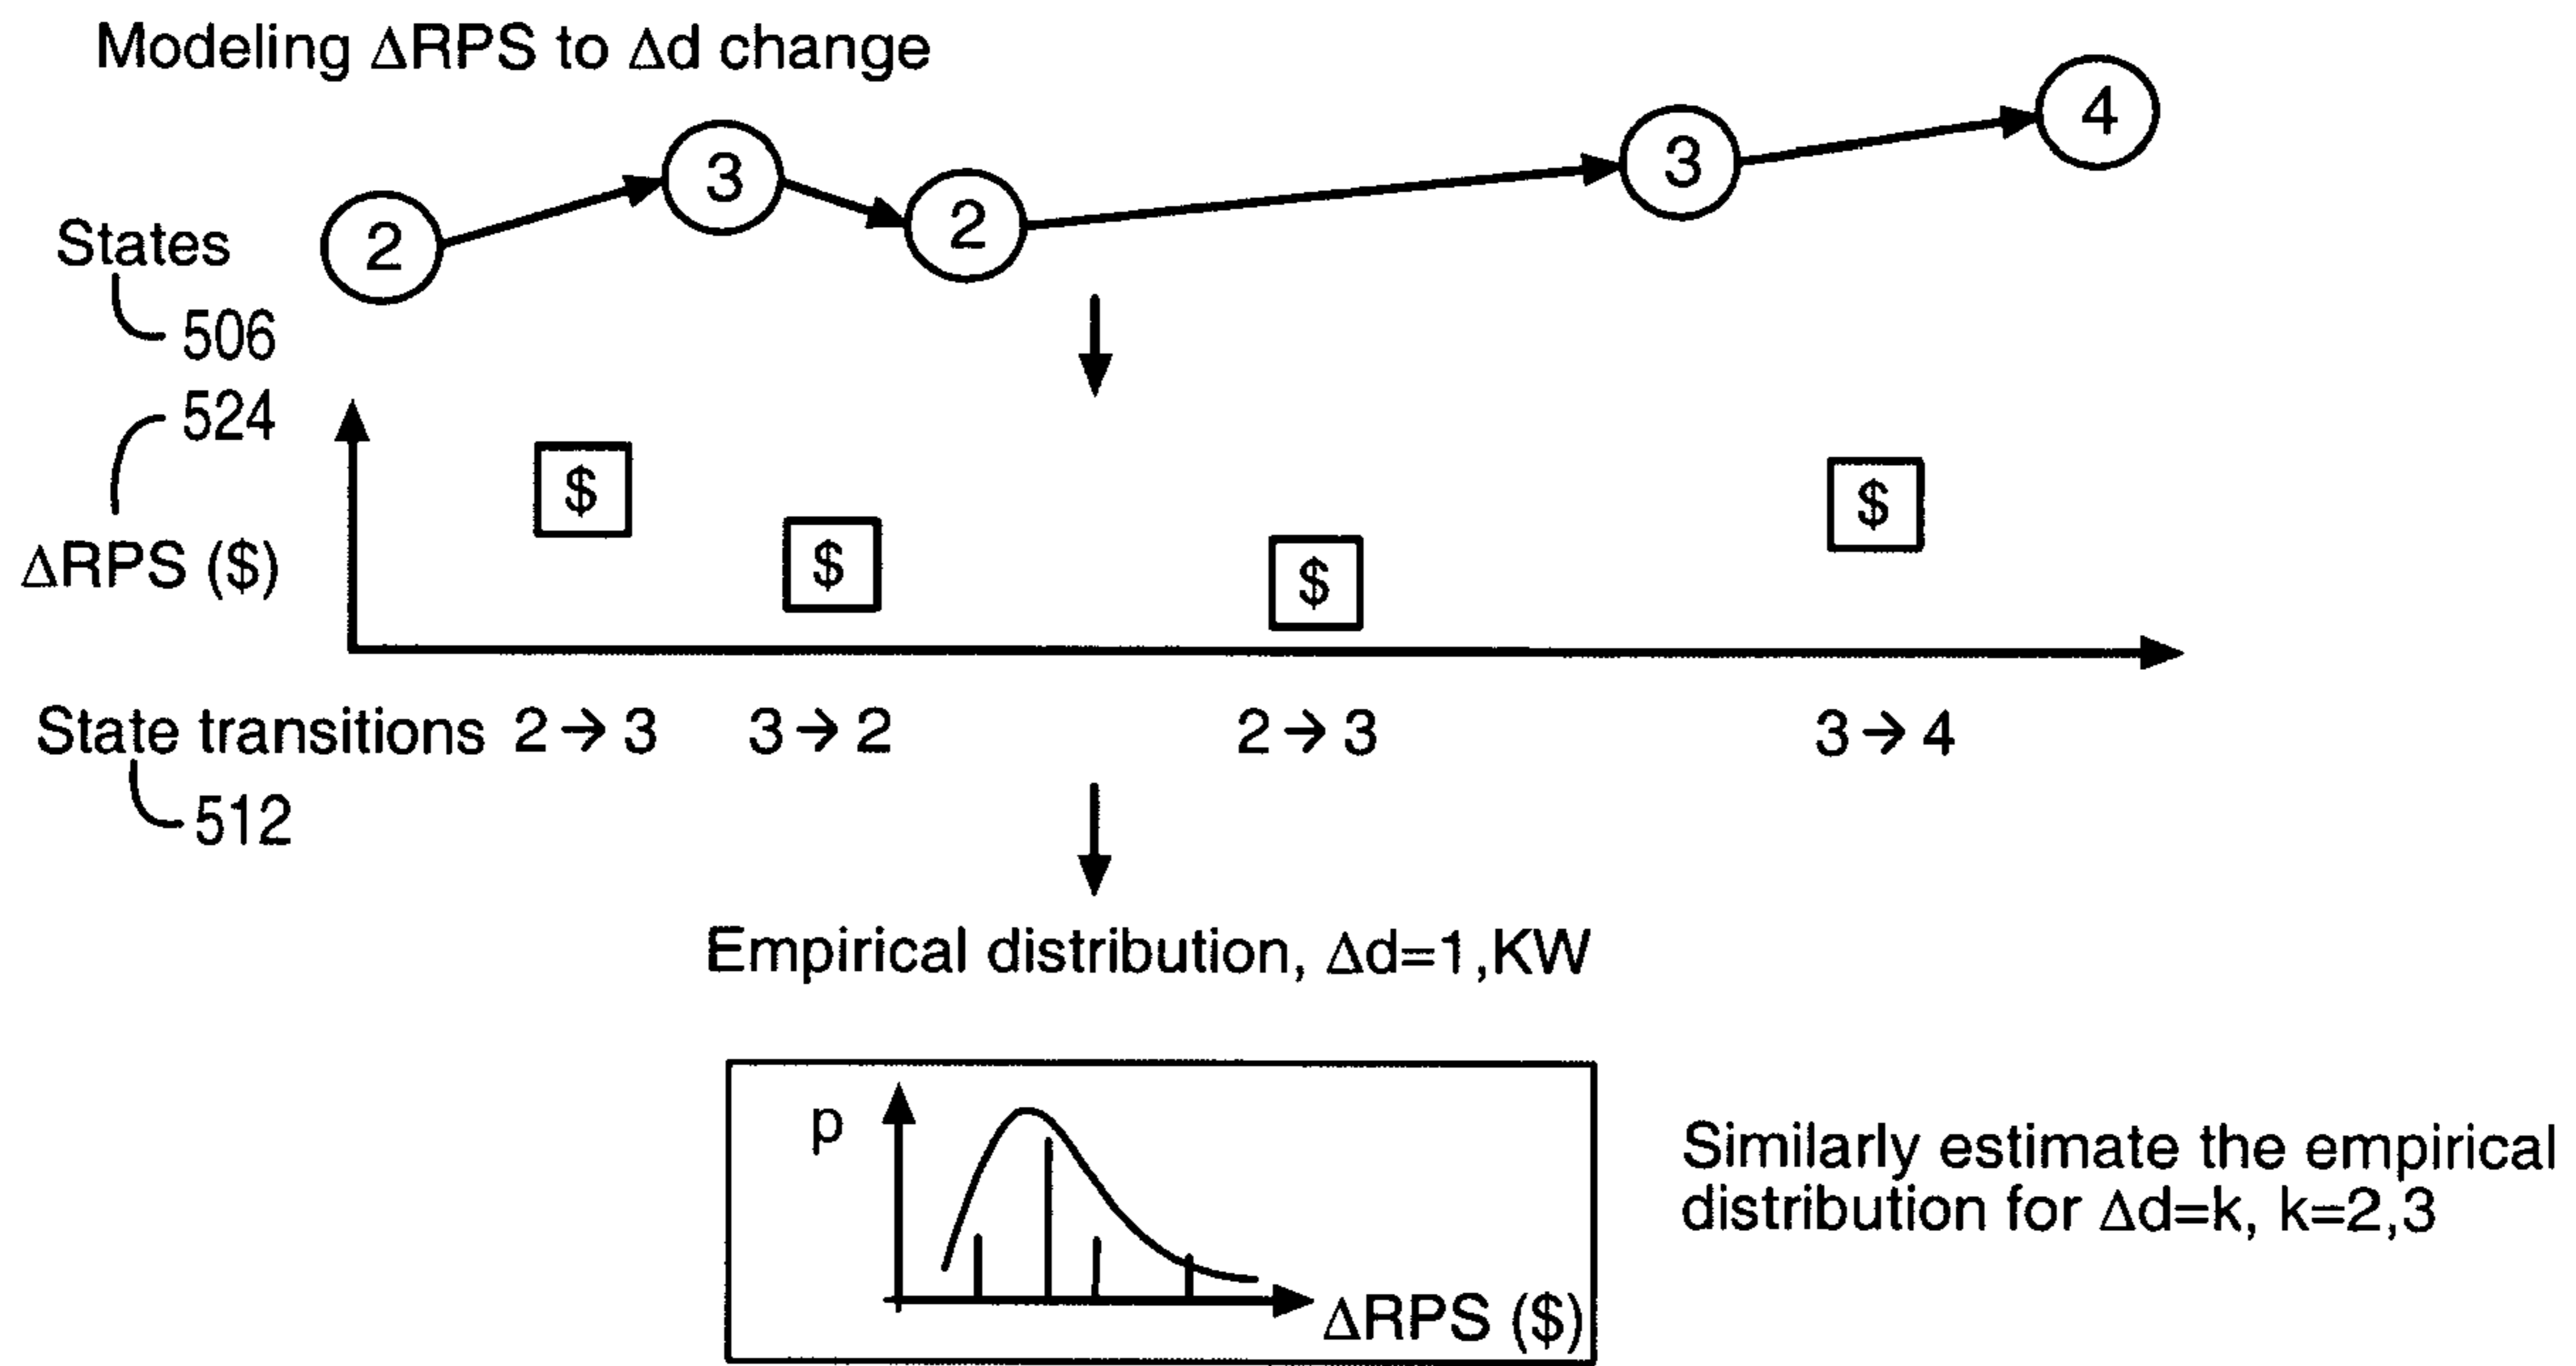 Modeling ΔRPS to Δd change
2 3 2 3 4
States
506
524
$ $ $ $
ΔRPS ($)
State transitions 2→3 3→2 2→3 3→4
512
Empirical distribution, Δd=1,KW
p
ΔRPS ($)
Similarly estimate the empirical
distribution for Δd=k, k=2,3